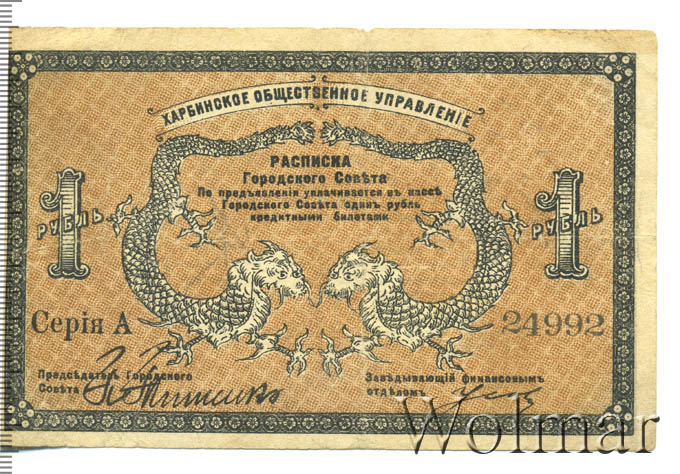 ХАРБИНСКОЕ ОБЩЕСТВЕННОЕ УПРАВЛЕНІЕ
РАСПИСКА
Городского Совѣта
По предъявленіи уплачивается въ кассѣ
Городского Совѣта одинъ рубль
кредитными билетами
1 РУБЛЬ
1 РУБЛЬ
Серія А
24992
Предсѣдатель Городского
Совѣта
Завѣдывающій финансовымъ
отдѣломъ
Wolmar